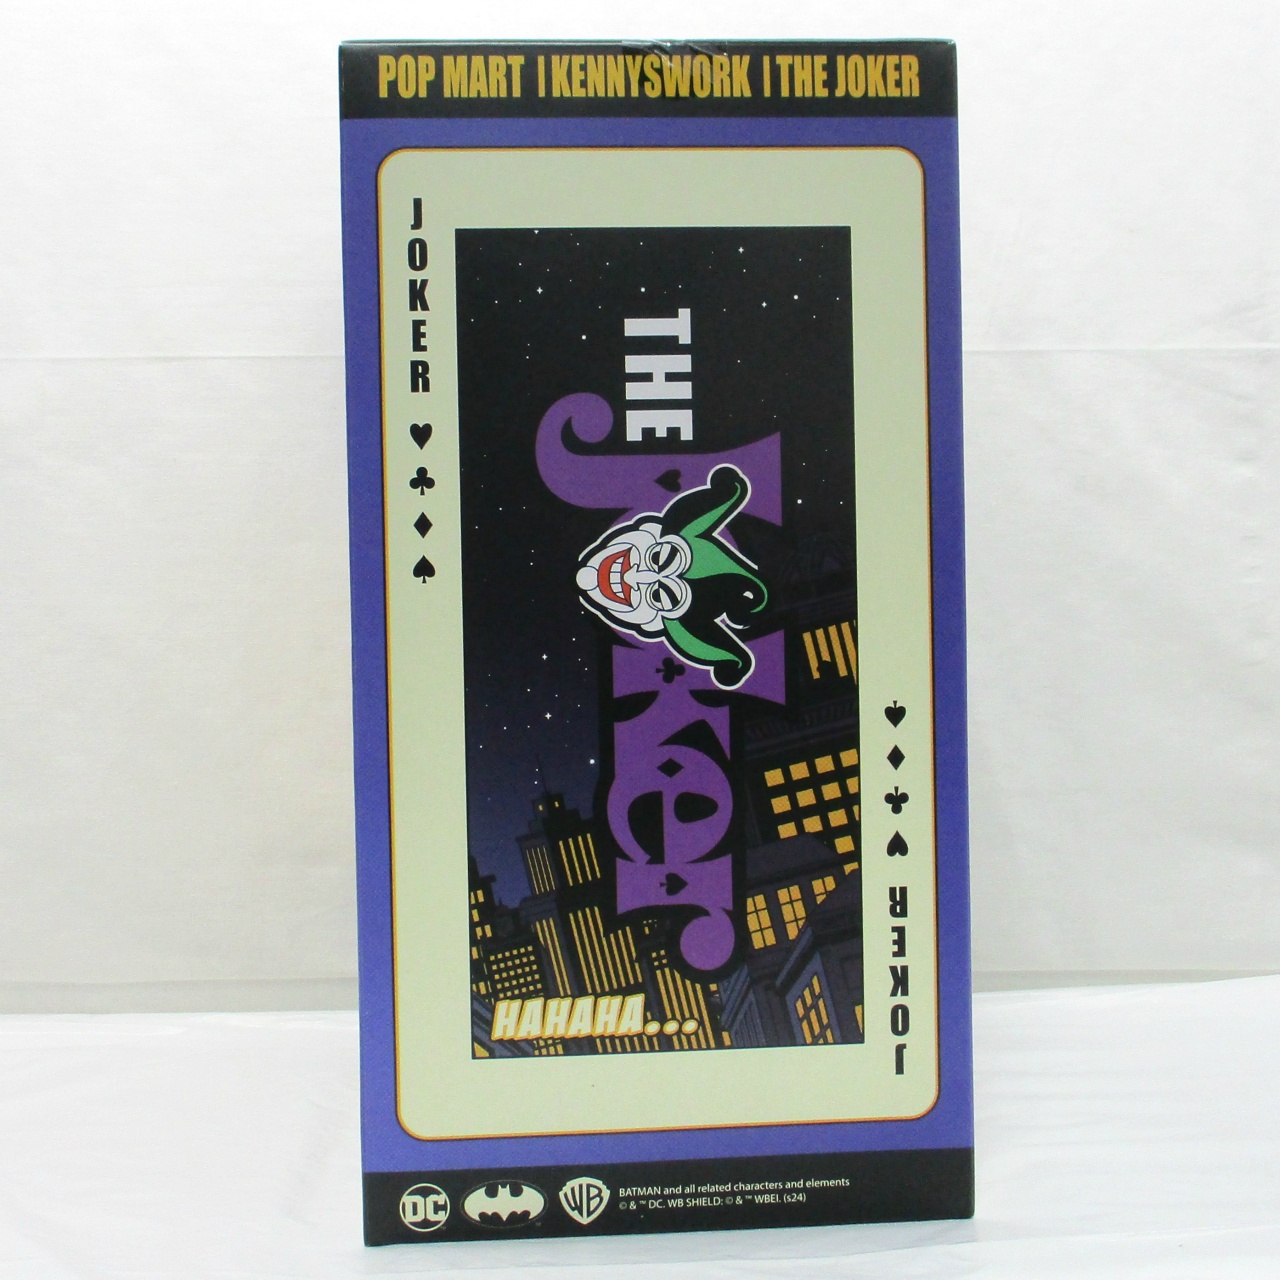 POP MART | KENNYSWORK | THE JOKER
JOKER
THE
Joker
HAHAHA...
JOKER
DC
WB
BATMAN and all related characters and elements
© & ™ DC. WB SHIELD: © & ™ WBEI. (s24)